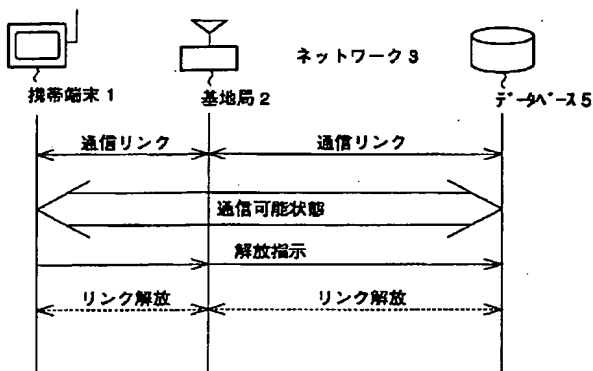 ネットワーク3
携帯端末1
基地局2
データベース5
通信リンク
通信リンク
通信可能状態
解放指示
リンク解放
リンク解放